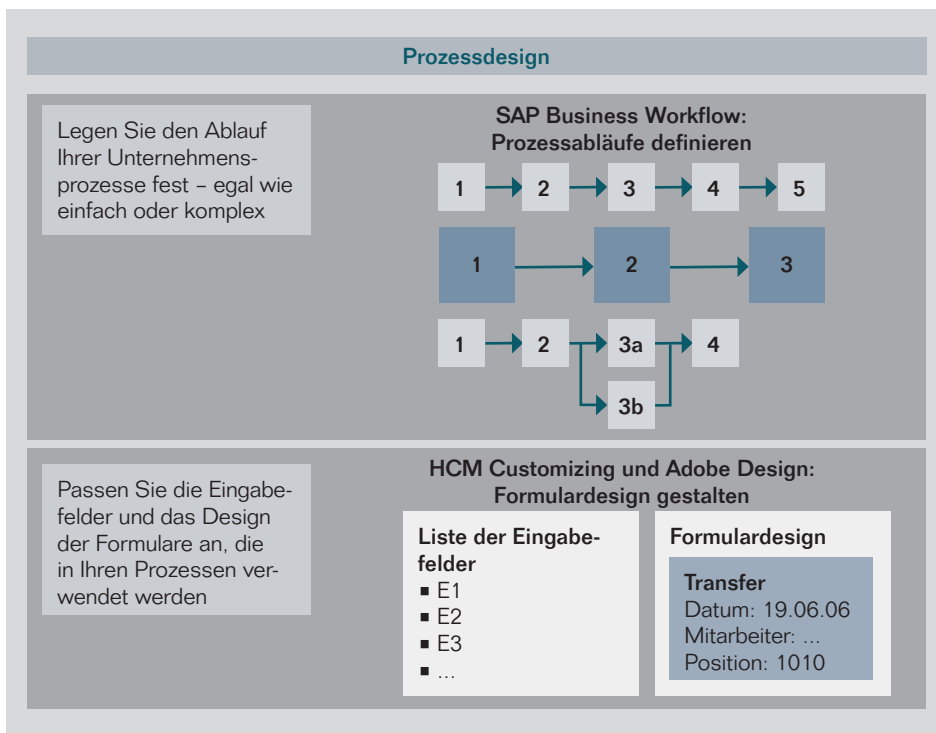 Prozessdesign
Legen Sie den Ablauf
Ihrer Unternehmens-
prozesse fest – egal wie
einfach oder komplex
SAP Business Workflow:
Prozessabläufe definieren
1 2 3 4 5
1 2 3
1 2 3a 4
3b
Passen Sie die Eingabe-
felder und das Design
der Formulare an, die
in Ihren Prozessen ver-
wendet werden
HCM Customizing und Adobe Design:
Formulardesign gestalten
Liste der Eingabe-
felder
▪ E1
▪ E2
▪ E3
▪ ...
Formulardesign
Transfer
Datum: 19.06.06
Mitarbeiter: ...
Position: 1010